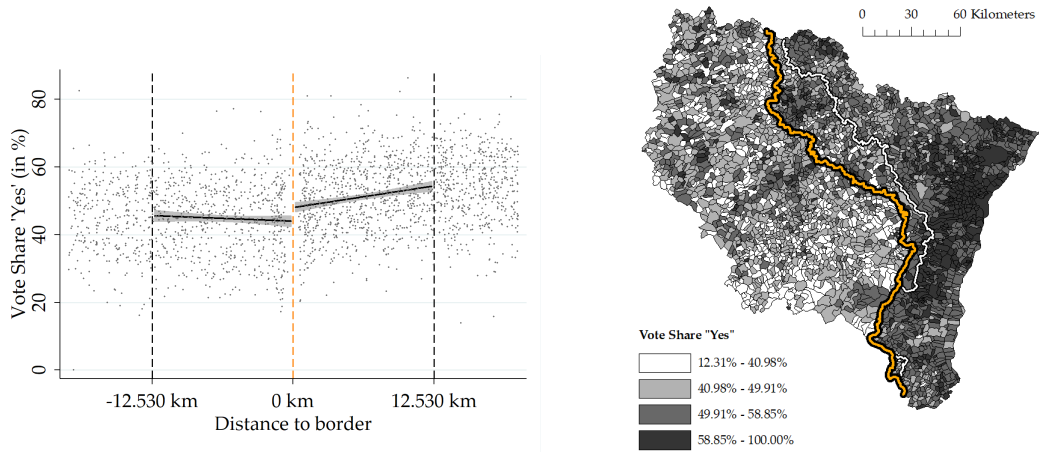 Vote Share 'Yes' (in %)
80
60
40
20
0
-12.530 km
0 km
12.530 km
Distance to border
0 30 60 Kilometers
Vote Share "Yes"
12.31% - 40.98%
40.98% - 49.91%
49.91% - 58.85%
58.85% - 100.00%